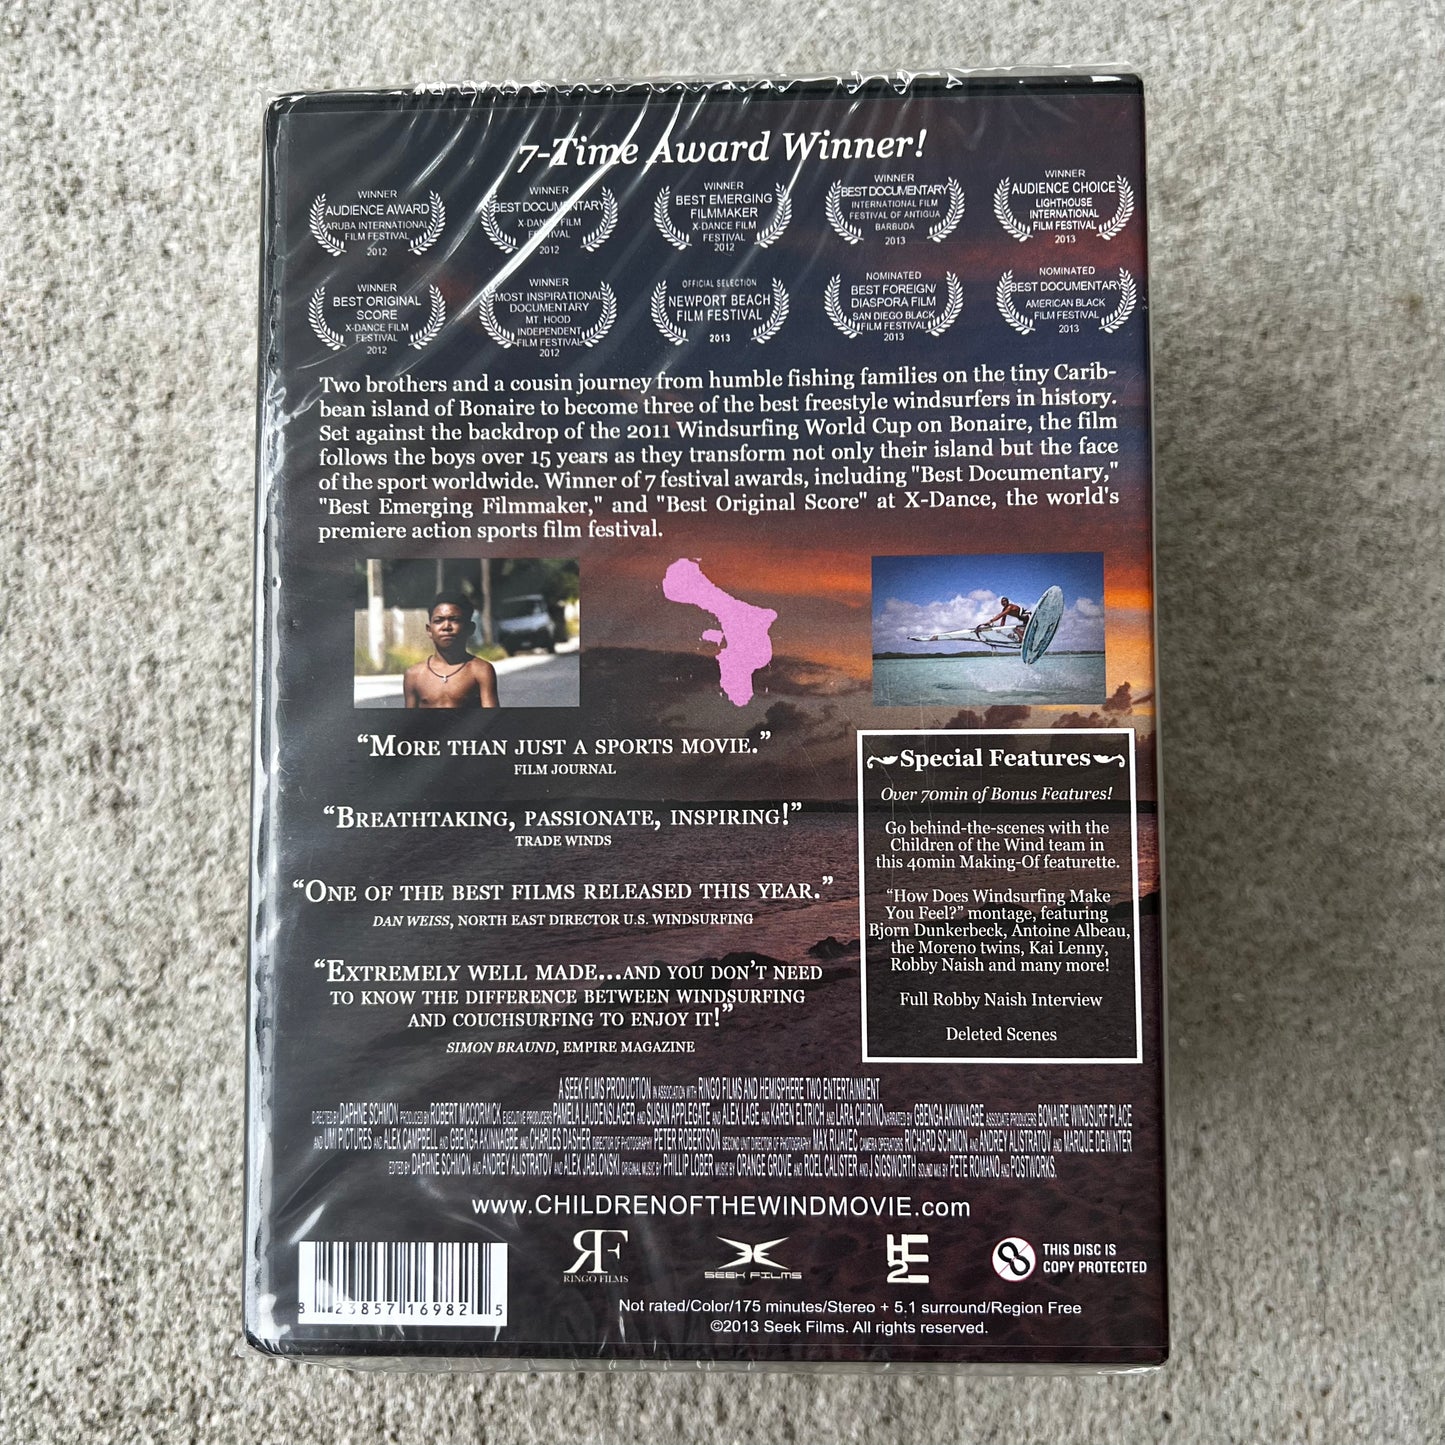 7-Time Award Winner!
WINNER
AUDIENCE AWARD
ARUBA INTERNATIONAL
FILM FESTIVAL
2012
WINNER
BEST DOCUMENTARY
X-DANCE FILM
FESTIVAL
2012
WINNER
BEST EMERGING
FILMMAKER
X-DANCE FILM
FESTIVAL
2012
WINNER
BEST DOCUMENTARY
INTERNATIONAL FILM
FESTIVAL OF ANTIGUA
BARBUDA
2013
WINNER
AUDIENCE CHOICE
LIGHTHOUSE
INTERNATIONAL
FILM FESTIVAL
2013
WINNER
BEST ORIGINAL
SCORE
X-DANCE FILM
FESTIVAL
2012
WINNER
MOST INSPIRATIONAL
DOCUMENTARY
MT. HOOD
INDEPENDENT
FILM FESTIVAL
2012
OFFICIAL SELECTION
NEWPORT BEACH
FILM FESTIVAL
2013
NOMINATED
BEST FOREIGN/
DIASPORA FILM
SAN DIEGO BLACK
FILM FESTIVAL
2013
NOMINATED
BEST DOCUMENTARY
AMERICAN BLACK
FILM FESTIVAL
2013
Two brothers and a cousin journey from humble fishing families on the tiny Carib-
bean island of Bonaire to become three of the best freestyle windsurfers in history.
Set against the backdrop of the 2011 Windsurfing World Cup on Bonaire, the film
follows the boys over 15 years as they transform not only their island but the face
of the sport worldwide. Winner of 7 festival awards, including "Best Documentary,"
"Best Emerging Filmmaker," and "Best Original Score" at X-Dance, the world's
premiere action sports film festival.
“MORE THAN JUST A SPORTS MOVIE.”
FILM JOURNAL
“BREATHTAKING, PASSIONATE, INSPIRING!”
TRADE WINDS
“ONE OF THE BEST FILMS RELEASED THIS YEAR.”
DAN WEISS, NORTH EAST DIRECTOR U.S. WINDSURFING
“EXTREMELY WELL MADE...AND YOU DON’T NEED
TO KNOW THE DIFFERENCE BETWEEN WINDSURFING
AND COUCHSURFING TO ENJOY IT!”
SIMON BRAUND, EMPIRE MAGAZINE
Special Features
Over 70min of Bonus Features!
Go behind-the-scenes with the
Children of the Wind team in
this 40min Making-Of featurette.
“How Does Windsurfing Make
You Feel?” montage, featuring
Bjorn Dunkerbeck, Antoine Albeau,
the Moreno twins, Kai Lenny,
Robby Naish and many more!
Full Robby Naish Interview
Deleted Scenes
A SEEK FILMS PRODUCTION IN ASSOCIATION WITH RINGO FILMS AND HEMISPHERE TWO ENTERTAINMENT
DIRECTED BY DAPHNE SCHMON PRODUCED BY ROBERT MCCORMICK EXECUTIVE PRODUCERS PAMELA LAUDENSLAGER AND SUSAN APPLEGATE AND ALEX LAGE AND KAREN ELTRICH AND LARA CHIRINO NARRATED BY GBENGA AKINNAGBE ASSOCIATE PRODUCERS BONAIRE WINDSURF PLACE
AND UMI PICTURES AND ALEX CAMPBELL AND GBENGA AKINNAGBE AND CHARLES DASHER DIRECTOR OF PHOTOGRAPHY PETER ROBERTSON SECOND UNIT DIRECTOR OF PHOTOGRAPHY MAX CAMERA OPERATORS RICHARD SCHMON AND ANDREY ALISTRATOV AND MARQUE DEWINTER
EDITED BY DAPHNE SCHMON AND ANDREY ALISTRATOV AND ALEX JABLONSKI ORIGINAL MUSIC BY PHILLIP LOBER MUSIC BY ORANGE GROVE AND ROEL CALISTER AND J SIGSWORTH SOUND MIX BY PETE ROMANO AND POSTWORKS.
www.CHILDRENOFTHEWINDMOVIE.com
RF
RINGO FILMS
SEEK FILMS
THIS DISC IS
COPY PROTECTED
8 23857 16982 5
Not rated/Color/175 minutes/Stereo + 5.1 surround/Region Free
©2013 Seek Films. All rights reserved.